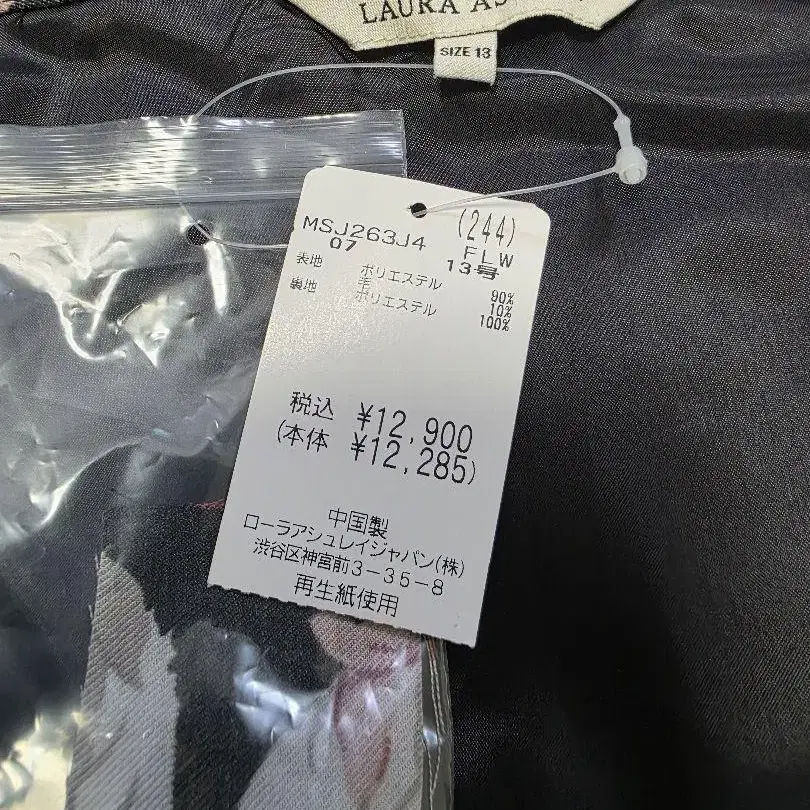 LAURA AS
SIZE 13
MSJ263J4 (244)
07 FLW
13号
表地 ポリエステル 90%
毛 10%
裏地 ポリエステル 100%
税込 ¥12,900
(本体 ¥12,285)
中国製
ローラアシュレイジャパン(株)
渋谷区神宮前3-35-8
再生紙使用